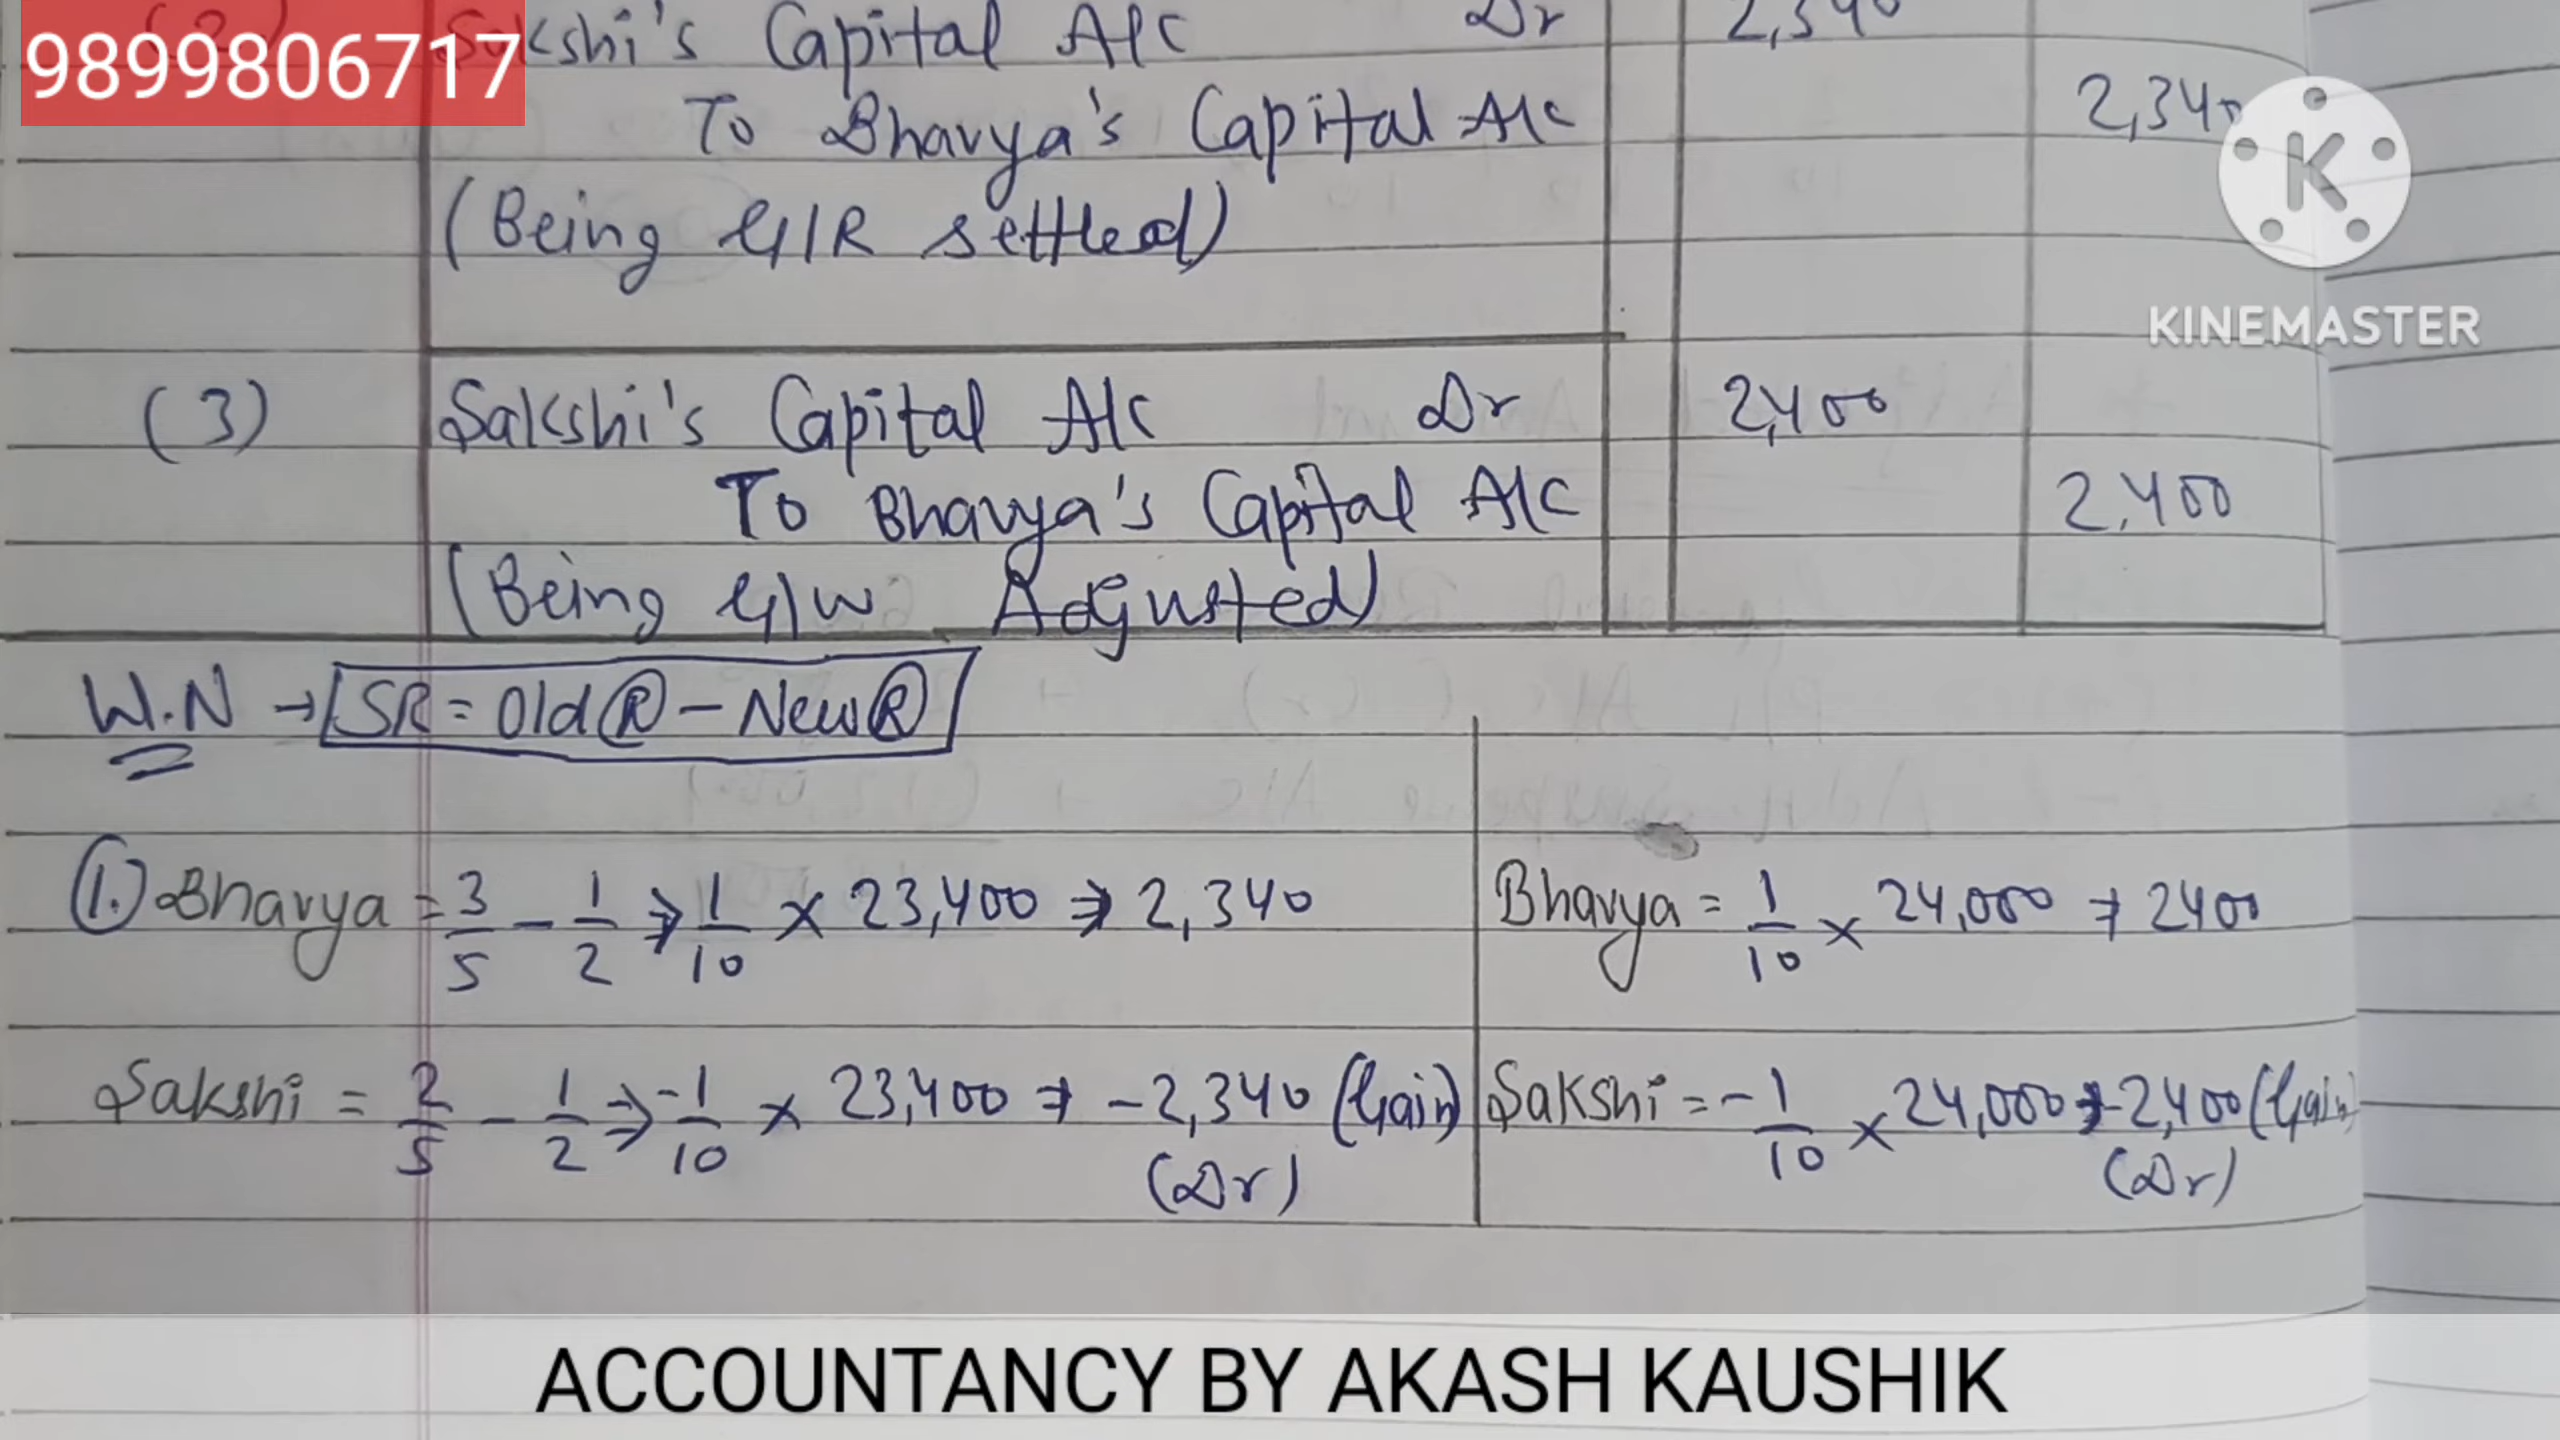 9899806717
(2) Sakshi's Capital A/c Dr 2,340
To Bhavya's Capital A/c 2,340
(Being G/R settled)
KINEMASTER
(3) Sakshi's Capital A/c Dr 2,400
To Bhavya's Capital A/c 2,400
(Being G/w Adjusted)
W.N → SR = Old Ⓡ - New Ⓡ
1. Bhavya = 3/5 - 1/2 ⇒ 1/10 × 23,400 ⇒ 2,340
Sakshi = 2/5 - 1/2 ⇒ -1/10 × 23,400 ⇒ -2,340 (Gain)
(Dr)
Bhavya = 1/10 × 24,000 ⇒ 2400
Sakshi = -1/10 × 24,000 ⇒ -2,400 (Gain)
(Dr)
ACCOUNTANCY BY AKASH KAUSHIK